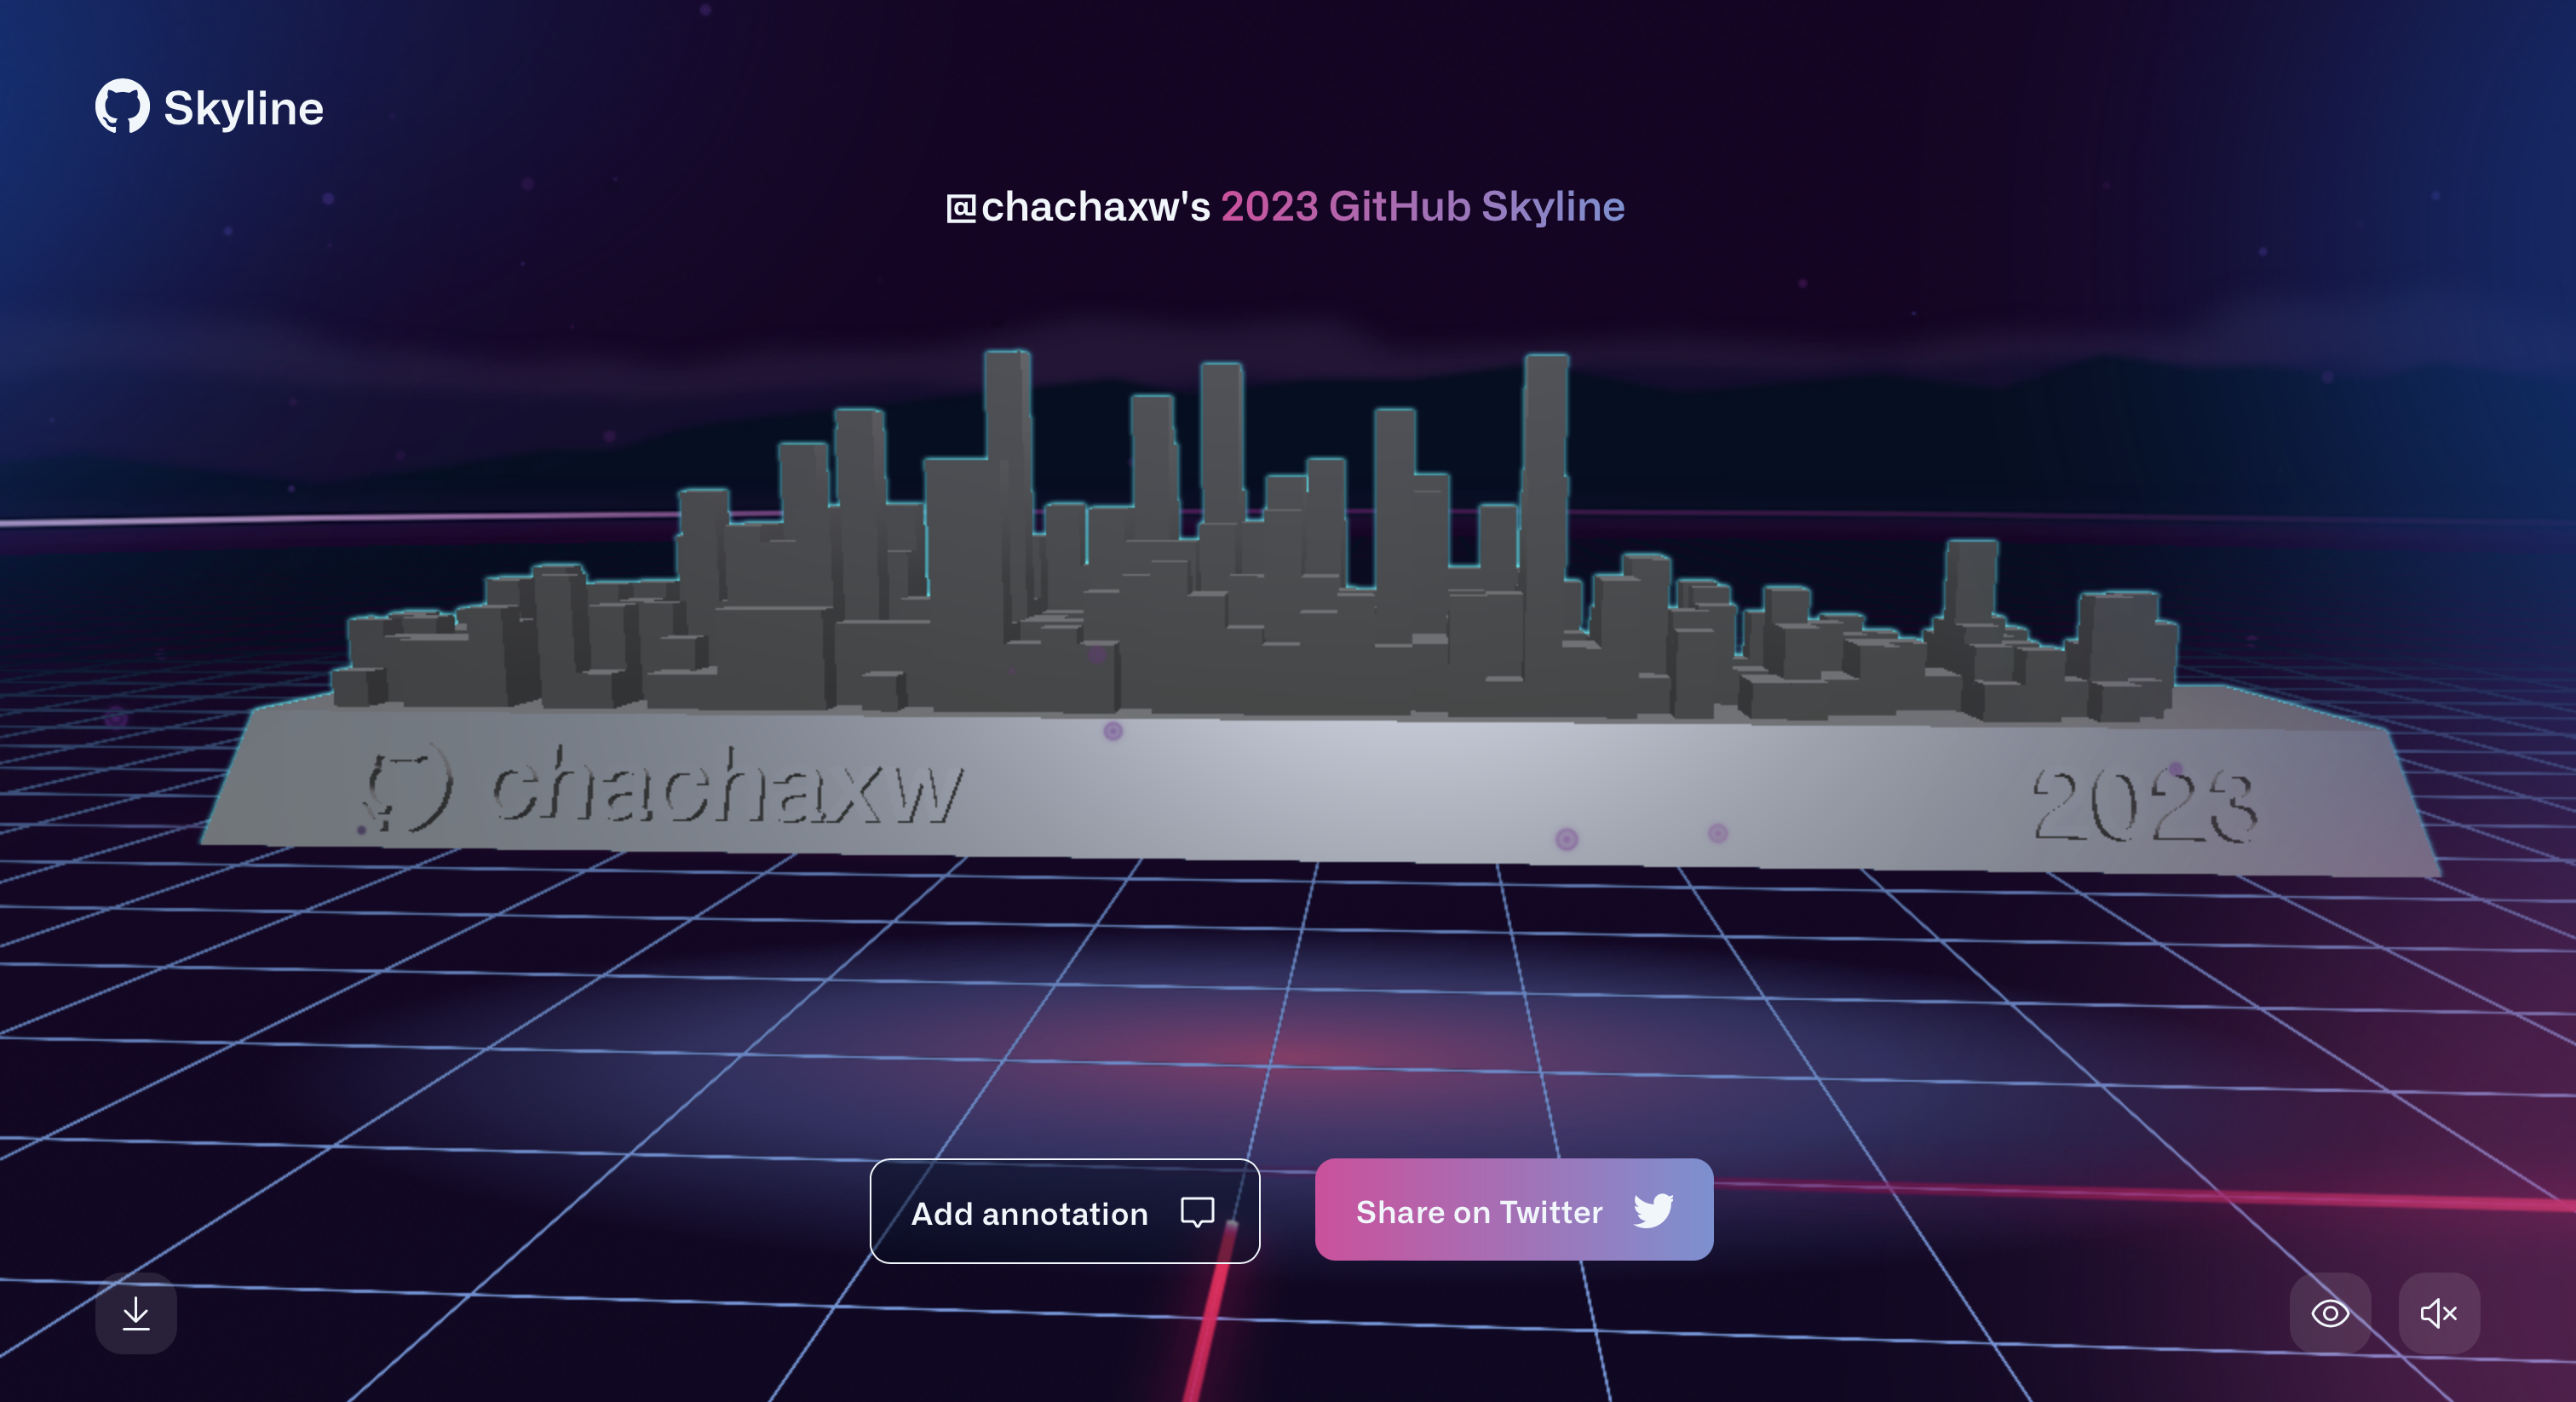 Skyline
@chachaxw's 2023 GitHub Skyline
chachaxw 2023
Add annotation
Share on Twitter